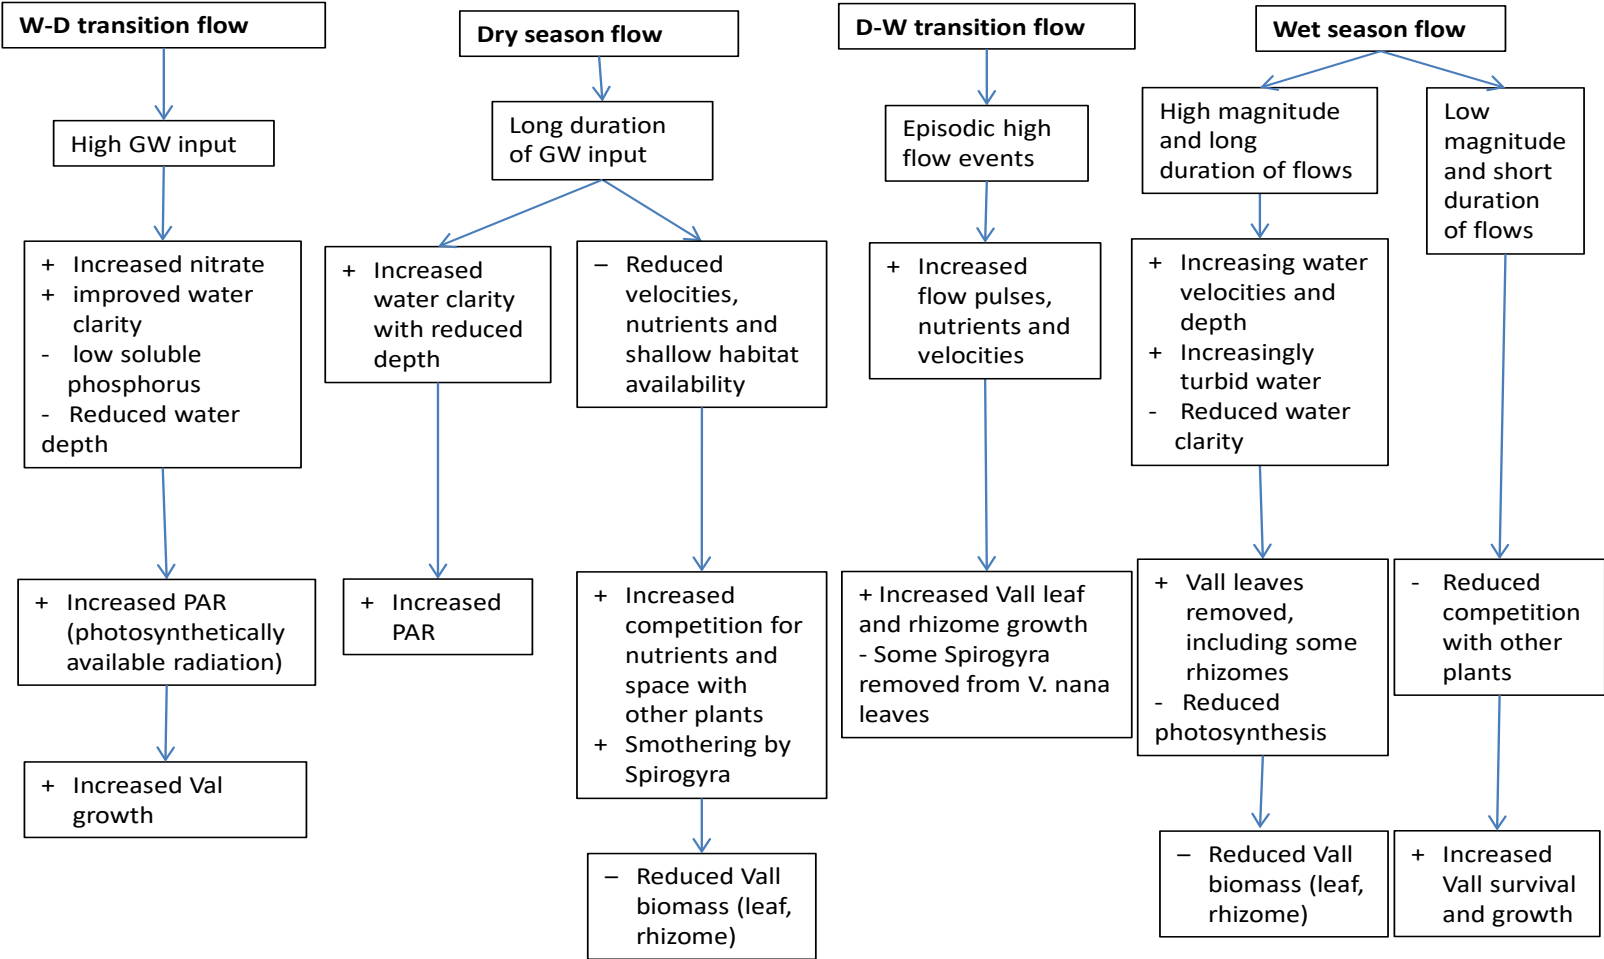 W-D transition flow
High GW input
+ Increased nitrate
+ improved water
clarity
- low soluble
phosphorus
- Reduced water
depth
+ Increased PAR
(photosynthetically
available radiation)
+ Increased Val
growth
Dry season flow
Long duration
of GW input
+ Increased
water clarity
with reduced
depth
+ Increased
PAR
– Reduced
velocities,
nutrients and
shallow habitat
availability
+ Increased
competition for
nutrients and
space with
other plants
+ Smothering by
Spirogyra
– Reduced Vall
biomass (leaf,
rhizome)
D-W transition flow
Episodic high
flow events
+ Increased
flow pulses,
nutrients and
velocities
+ Increased Vall leaf
and rhizome growth
- Some Spirogyra
removed from V. nana
leaves
Wet season flow
High magnitude
and long
duration of flows
+ Increasing water
velocities and
depth
+ Increasingly
turbid water
- Reduced water
clarity
+ Vall leaves
removed,
including some
rhizomes
- Reduced
photosynthesis
– Reduced Vall
biomass (leaf,
rhizome)
Low
magnitude
and short
duration
of flows
- Reduced
competition
with other
plants
+ Increased
Vall survival
and growth